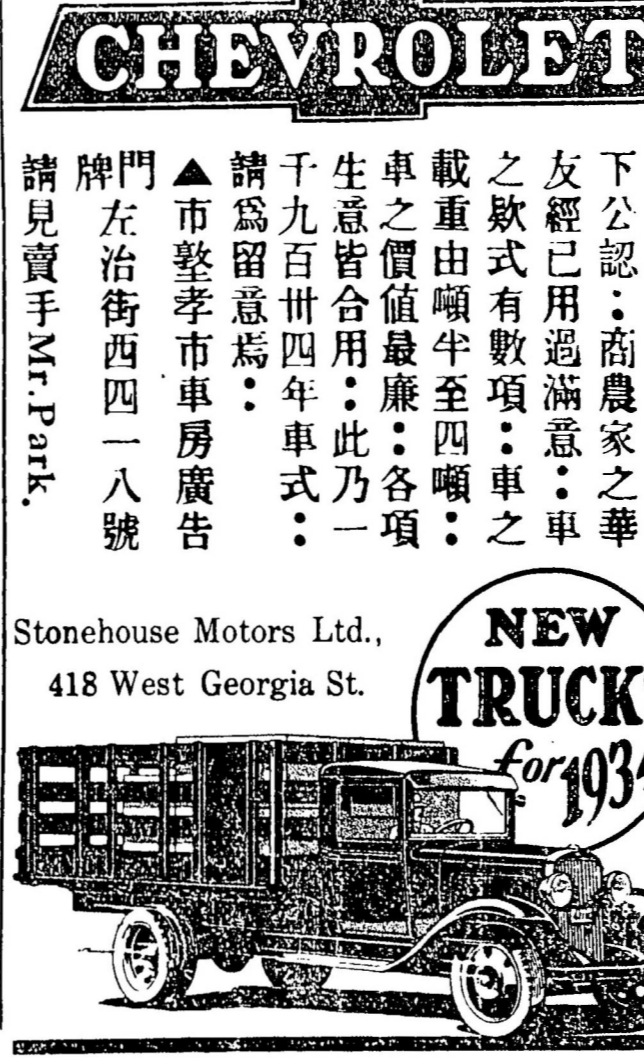 CHEVROLET
下公認：商農家之華
友經已用過滿意：車
之欵式有數項：車之
載重由噸半至四噸：
車之價值最廉：各項
生意皆合用：此乃一
千九百卅四年車式：
請爲留意焉：
▲市墪孝市車房廣告
門牌左治街西四一八號
請見賣手Mr.Park.
Stonehouse Motors Ltd.,
418 West Georgia St.
NEW
TRUCK
for 1934